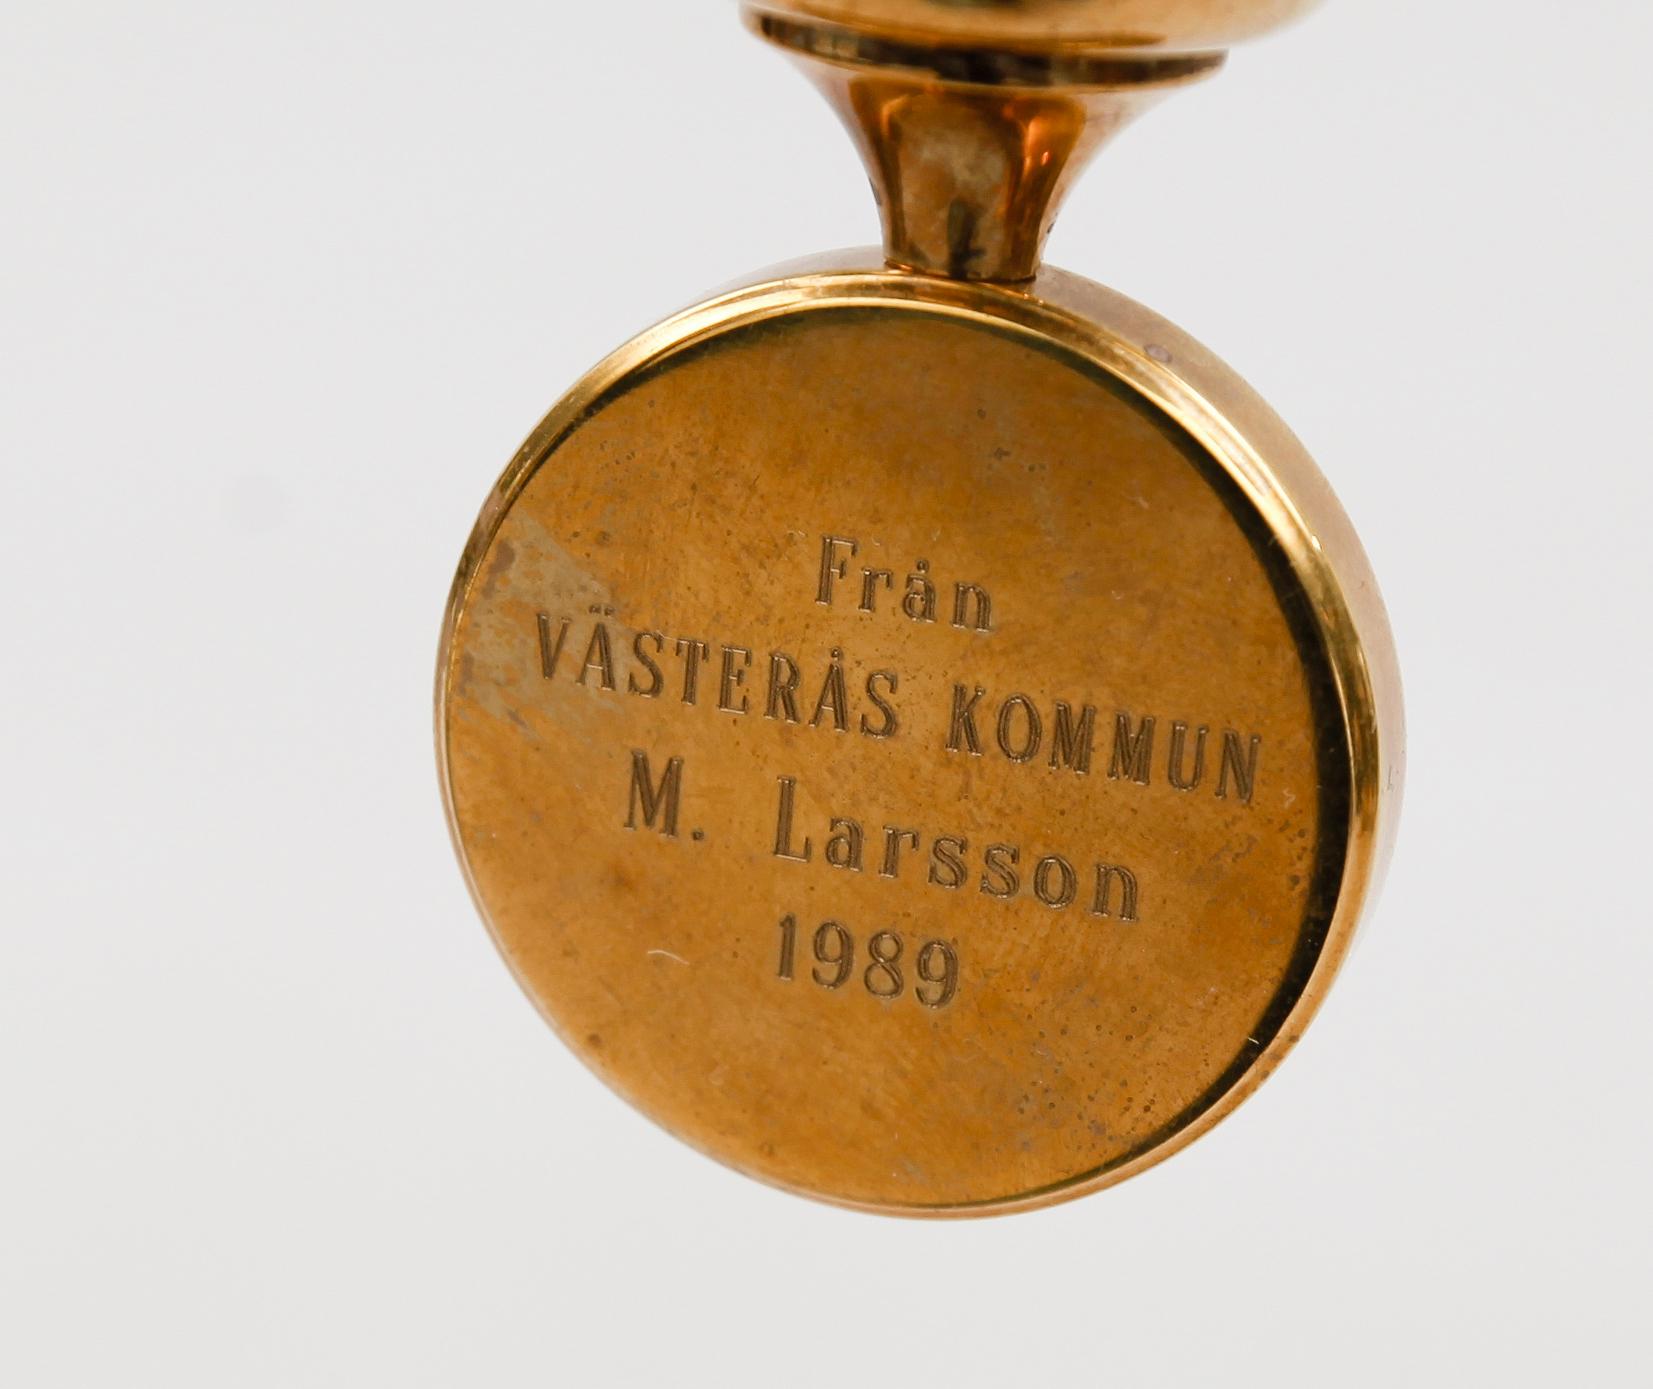 Från
VÄSTERÅS KOMMUN
M. Larsson
1989